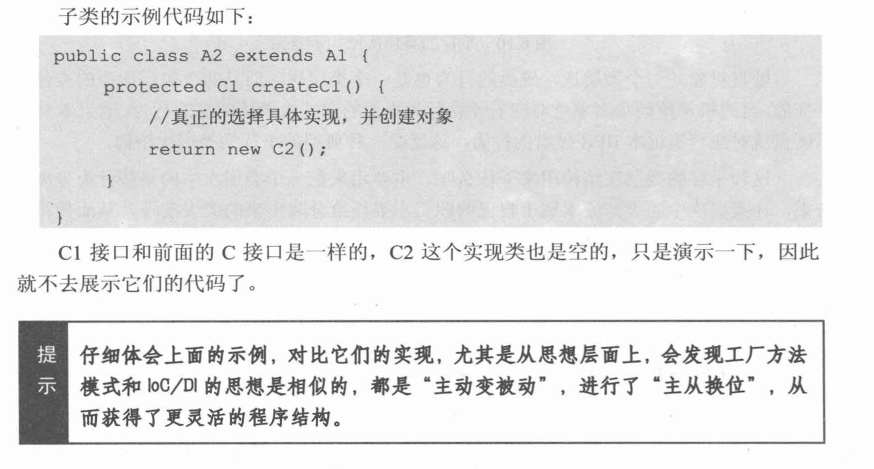 子类的示例代码如下：
public class A2 extends A1 {
protected C1 createC1() {
//真正的选择具体实现，并创建对象
return new C2();
}
}
C1 接口和前面的 C 接口是一样的，C2 这个实现类也是空的，只是演示一下，因此
就不去展示它们的代码了。
提示
仔细体会上面的示例，对比它们的实现，尤其是从思想层面上，会发现工厂方法
模式和 IoC/DI 的思想是相似的，都是“主动变被动”，进行了“主从换位”，从
而获得了更灵活的程序结构。